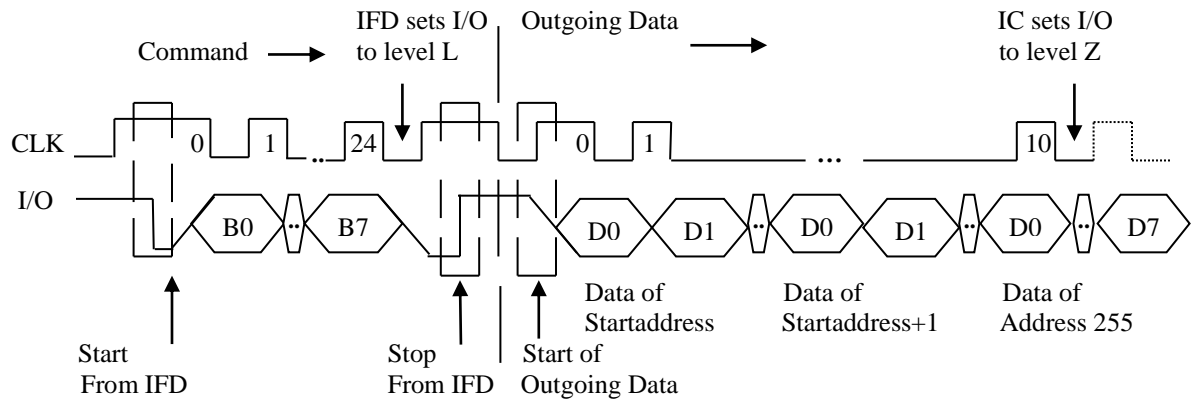 IFD sets I/O
to level L
Outgoing Data
IC sets I/O
to level Z
Command
CLK 0 1 .. 24 0 1 ... 10
I/O B0 .. B7 D0 D1 .. D0 D1 .. D0 .. D7
Data of
Startaddress
Data of
Startaddress+1
Data of
Address 255
Start
From IFD
Stop
From IFD
Start of
Outgoing Data